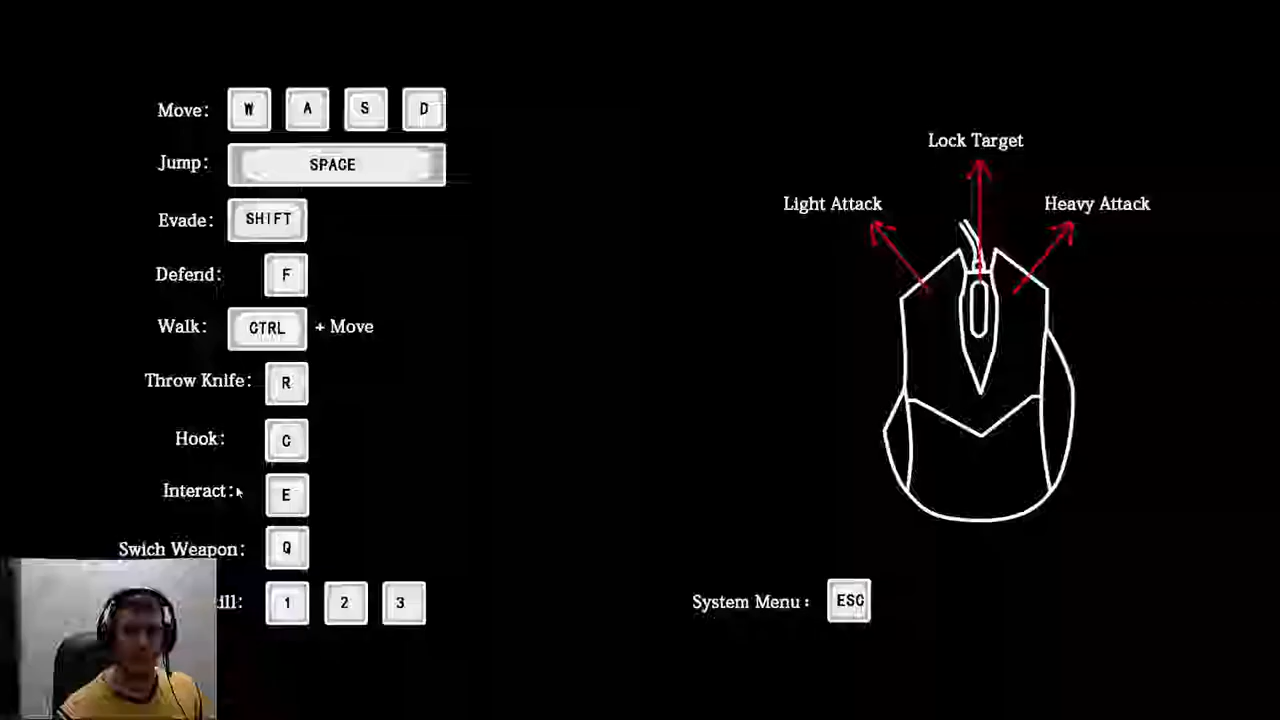 Move: W A S D
Jump: SPACE
Evade: SHIFT
Defend: F
Walk: CTRL + Move
Throw Knife: R
Hook: C
Interact: E
Swich Weapon: Q
ill: 1 2 3
Lock Target
Light Attack
Heavy Attack
System Menu : ESC